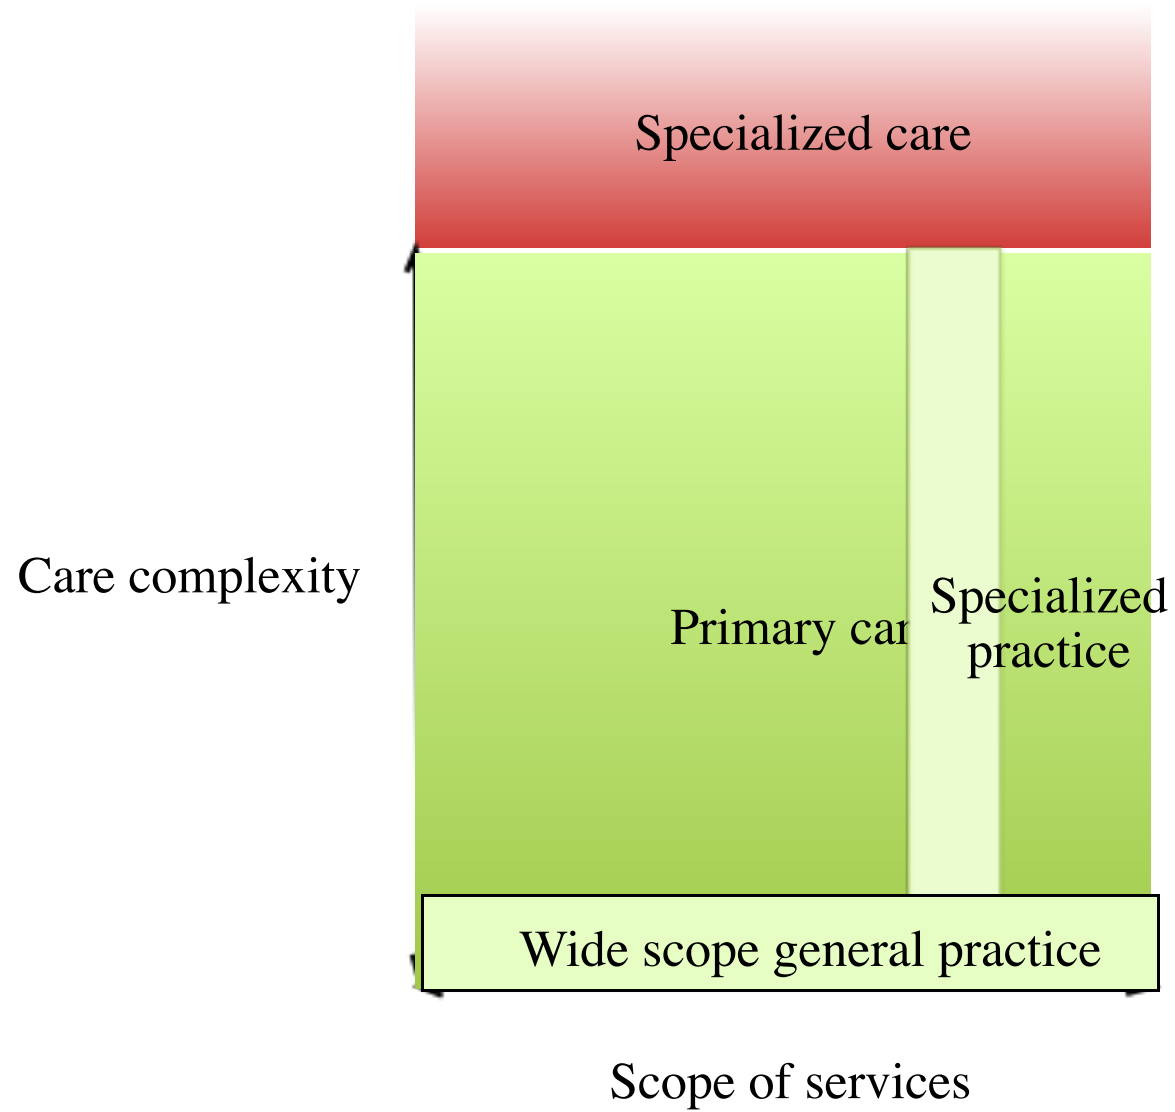 Specialized care
Care complexity
Primary car
Specialized
practice
Wide scope general practice
Scope of services